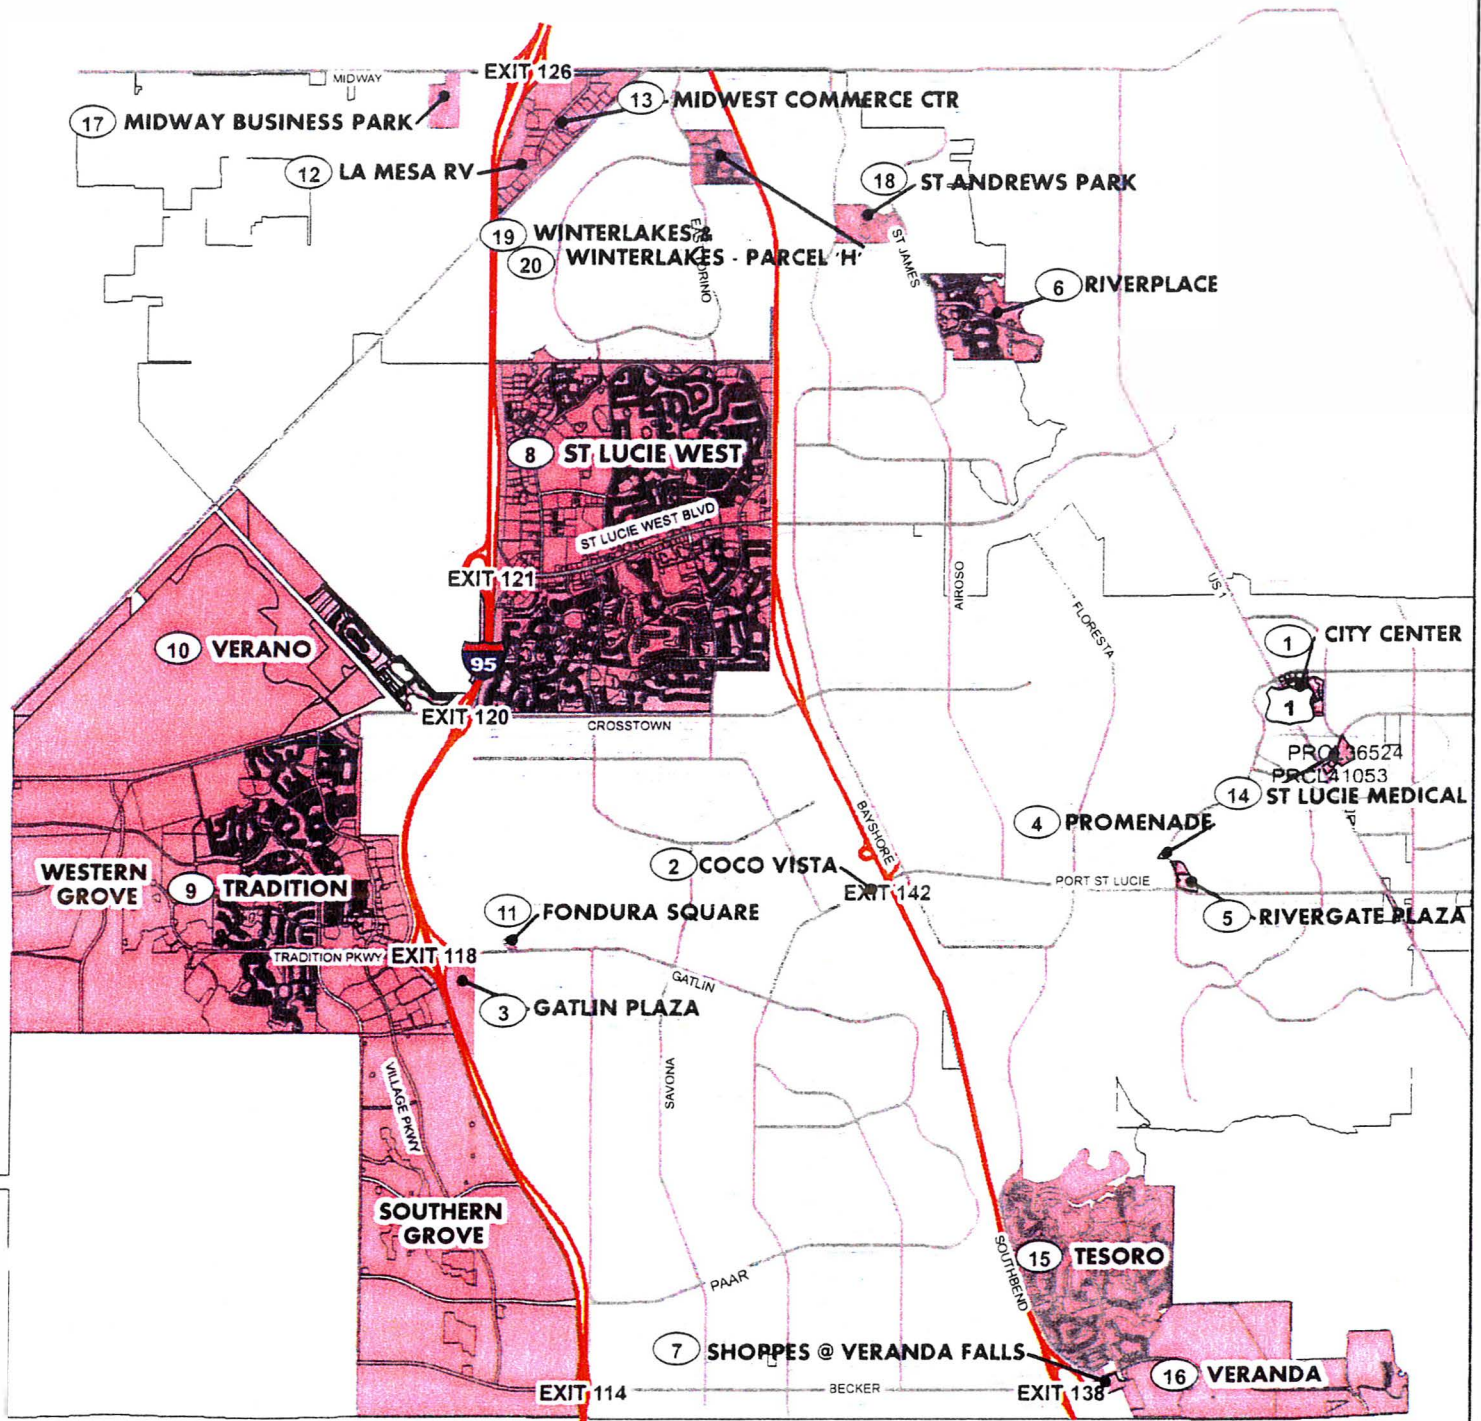 EXIT 126
MIDWAY
13 MIDWEST COMMERCE CTR
17 MIDWAY BUSINESS PARK
12 LA MESA RV
18 ST ANDREWS PARK
19 WINTERLAKES &
20 WINTERLAKES - PARCEL 'H'
ST JAMES
6 RIVERPLACE
8 ST LUCIE WEST
ST LUCIE WEST BLVD
EXIT 121
AIROSO
FLORESTA
US 1
1 CITY CENTER
10 VERANO
95
1
EXIT 120
CROSSTOWN
PRCL36524
PRCL41053
14 ST LUCIE MEDICAL
4 PROMENADE
BAYSHORE
2 COCO VISTA
EXIT 142
PORT ST LUCIE
WESTERN
GROVE
9 TRADITION
11 FONDURA SQUARE
5 RIVERGATE PLAZA
TRADITION PKWY
EXIT 118
GATLIN
3 GATLIN PLAZA
SAVONA
VILLAGE PKWY
SOUTHERN
GROVE
15 TESORO
SOUTHBEND
PAAR
7 SHOPPES @ VERANDA FALLS
16 VERANDA
EXIT 114
BECKER
EXIT 138